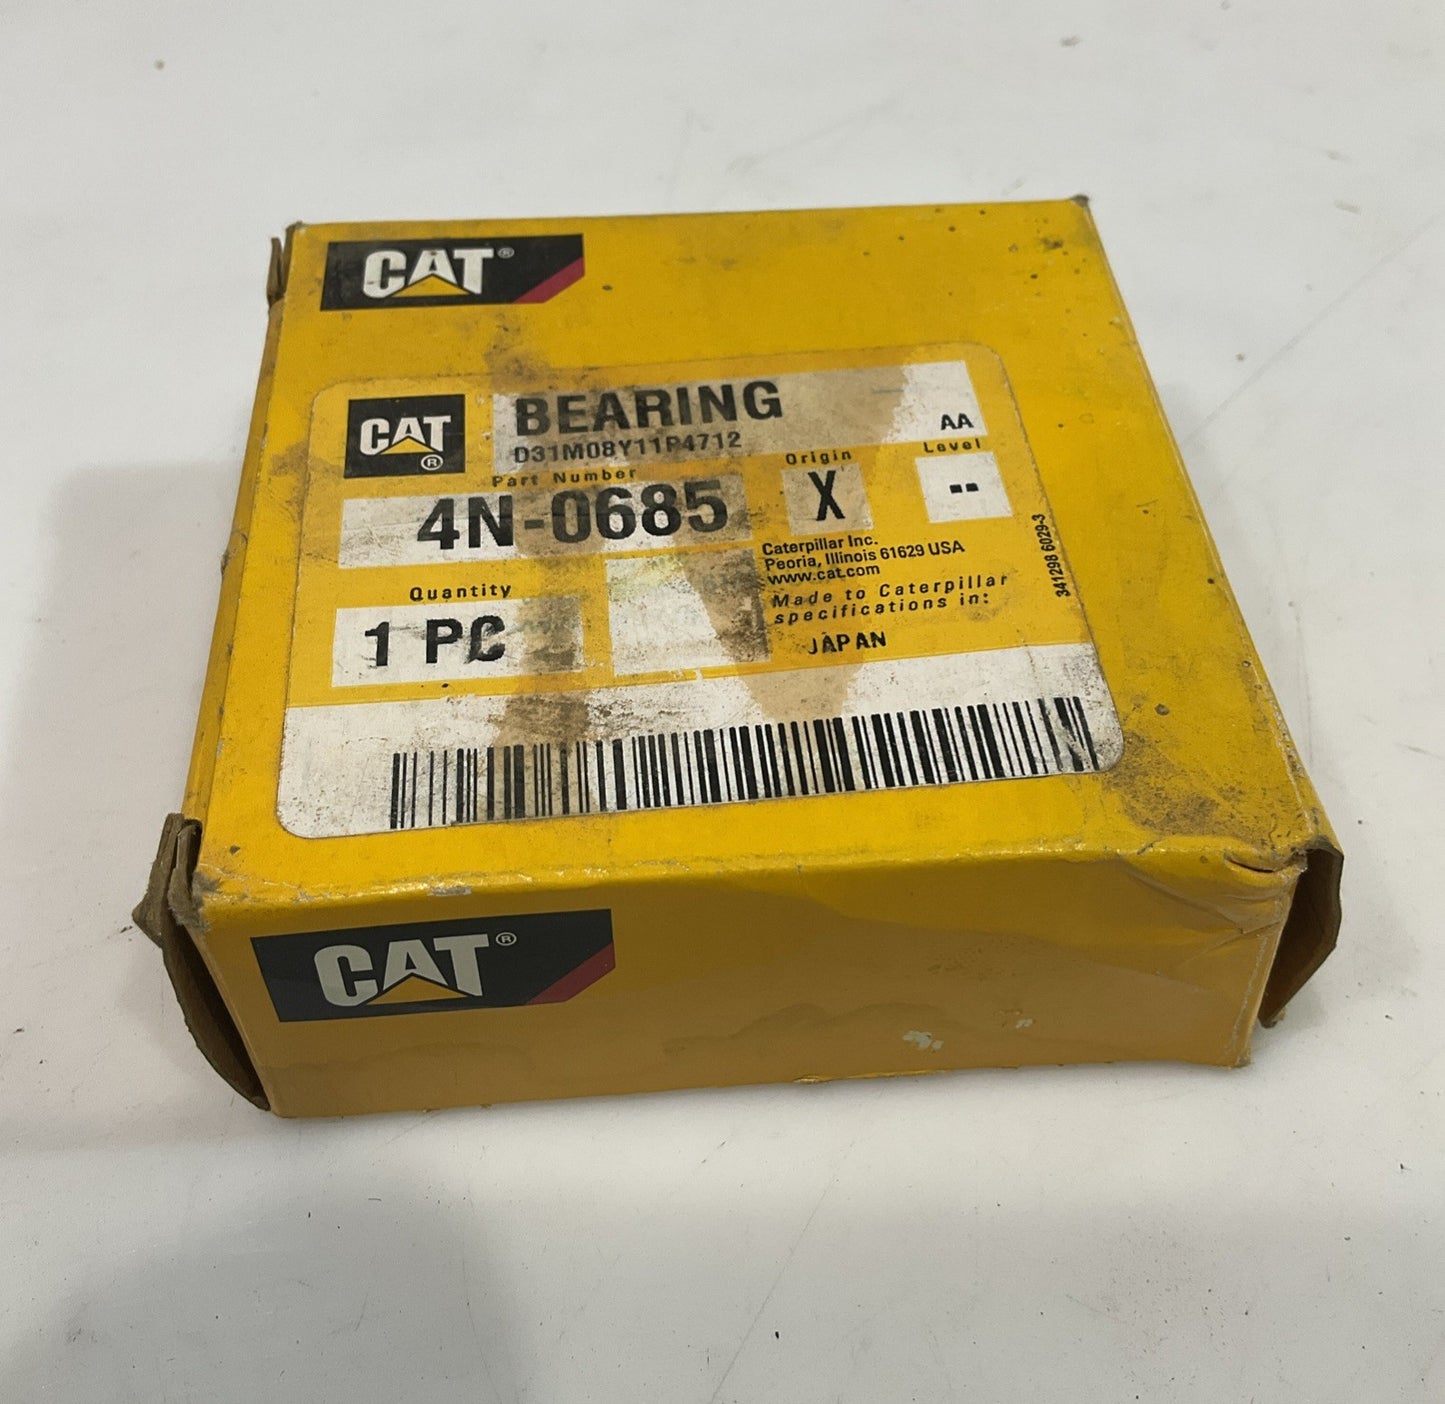 CAT®
CAT®
BEARING
D31M08Y11P4712
AA
Part Number
Origin
Level
4N-0685
X
--
Quantity
1 PC
Caterpillar Inc.
Peoria, Illinois 61629 USA
www.cat.com
Made to Caterpillar
specifications in:
JAPAN
341298 6029-3
CAT®